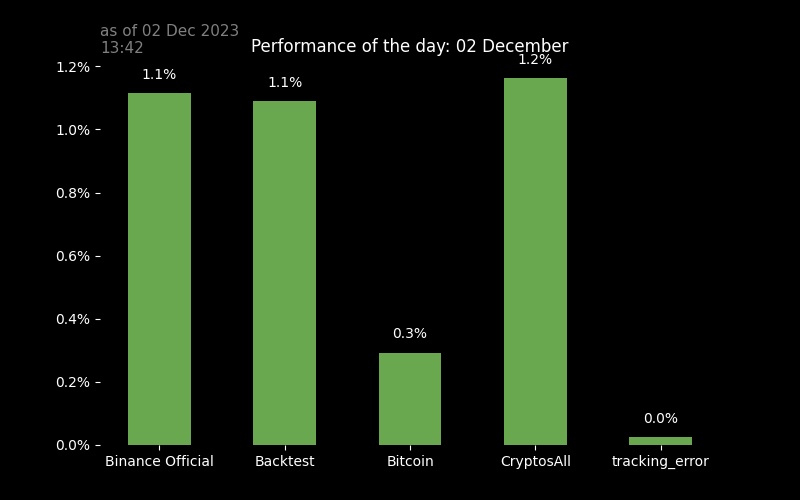 as of 02 Dec 2023
13:42
Performance of the day: 02 December
1.2%
1.0%
0.8%
0.6%
0.4%
0.2%
0.0%
1.1%
1.1%
0.3%
1.2%
0.0%
Binance Official
Backtest
Bitcoin
CryptosAll
tracking_error